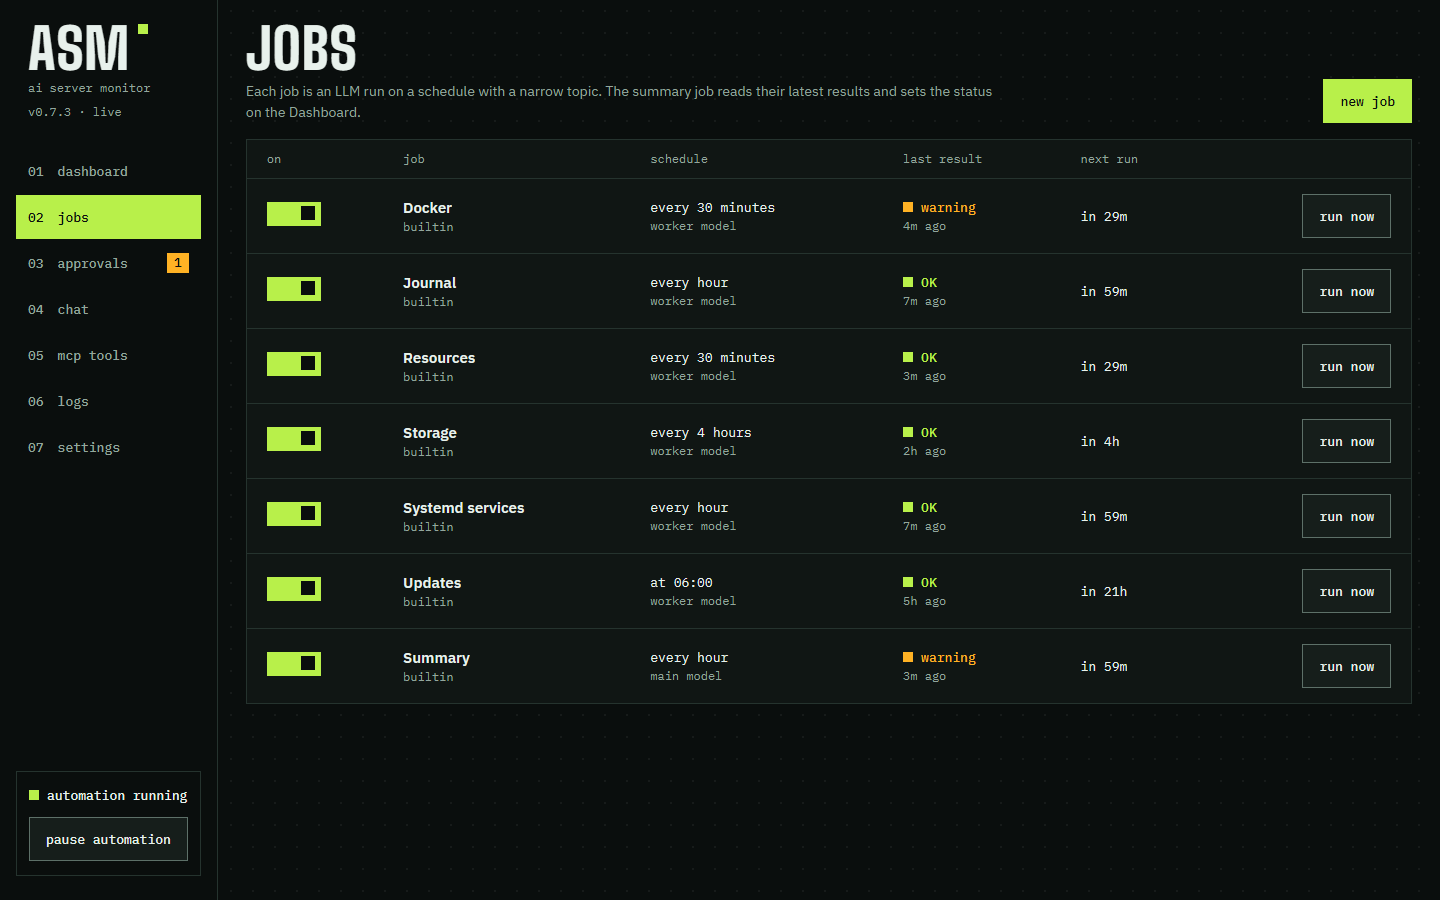 ASM
ai server monitor
v0.7.3 · live
01 dashboard
02 jobs
03 approvals 1
04 chat
05 mcp tools
06 logs
07 settings
automation running
pause automation
JOBS
Each job is an LLM run on a schedule with a narrow topic. The summary job reads their latest results and sets the status
on the Dashboard.
new job
on job schedule last result next run
Docker every 30 minutes warning in 29m run now
builtin worker model 4m ago
Journal every hour OK in 59m run now
builtin worker model 7m ago
Resources every 30 minutes OK in 29m run now
builtin worker model 3m ago
Storage every 4 hours OK in 4h run now
builtin worker model 2h ago
Systemd services every hour OK in 59m run now
builtin worker model 7m ago
Updates at 06:00 OK in 21h run now
builtin worker model 5h ago
Summary every hour warning in 59m run now
builtin main model 3m ago